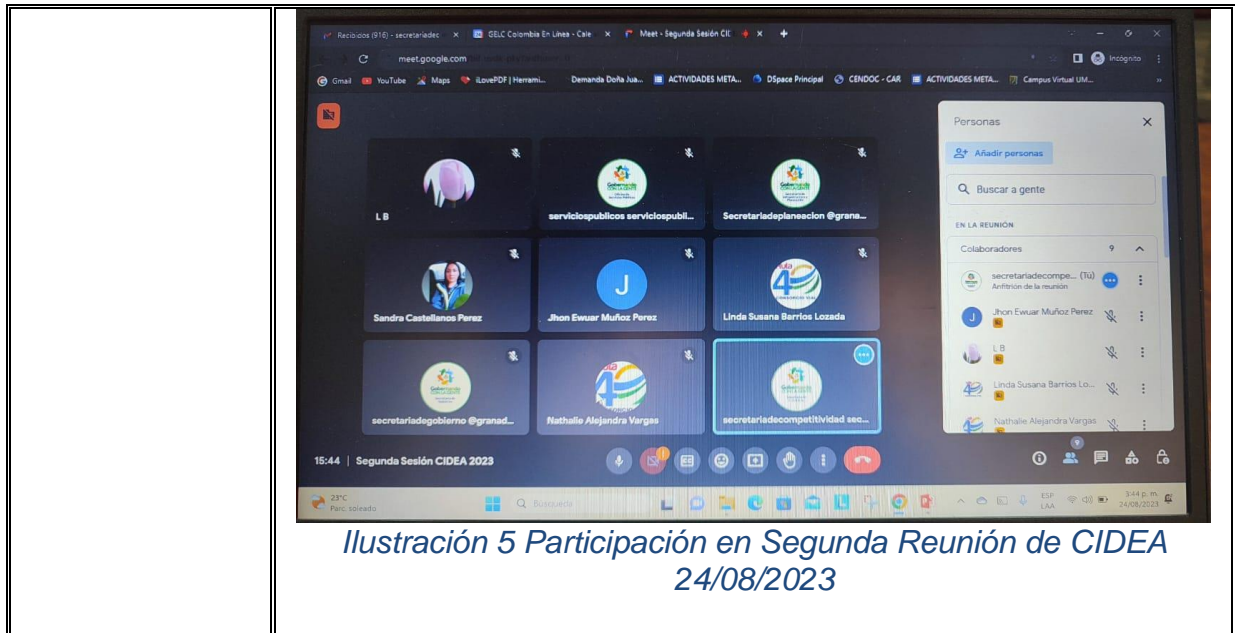 Recibidos (916) - secretariadec
GELC Colombia En Línea - Cale
Meet - Segunda Sesión CID
meet.google.com
Incógnito
Gmail
YouTube
Maps
iLovePDF | Herrami...
Demanda Doña Jua...
ACTIVIDADES META...
DSpace Principal
CENDOC - CAR
ACTIVIDADES META...
Campus Virtual UM...
L B
serviciospublicos serviciospubli...
Secretariadeplaneacion @grana...
Sandra Castellanos Perez
J
Jhon Ewuar Muñoz Perez
Linda Susana Barrios Lozada
secretariadegobierno @granad...
Nathalie Alejandra Vargas
secretariadecompetitividad sec...
Personas
Añadir personas
Buscar a gente
EN LA REUNIÓN
Colaboradores 9
secretariadecompe... (Tú)
Anfitrión de la reunión
J
Jhon Ewuar Muñoz Perez
L B
Linda Susana Barrios Lo...
Nathalie Alejandra Vargas
15:44 | Segunda Sesión CIDEA 2023
9
23°C
Parc. soleado
Búsqueda
ESP
LAA
3:44 p. m.
24/08/2023
Ilustración 5 Participación en Segunda Reunión de CIDEA
24/08/2023